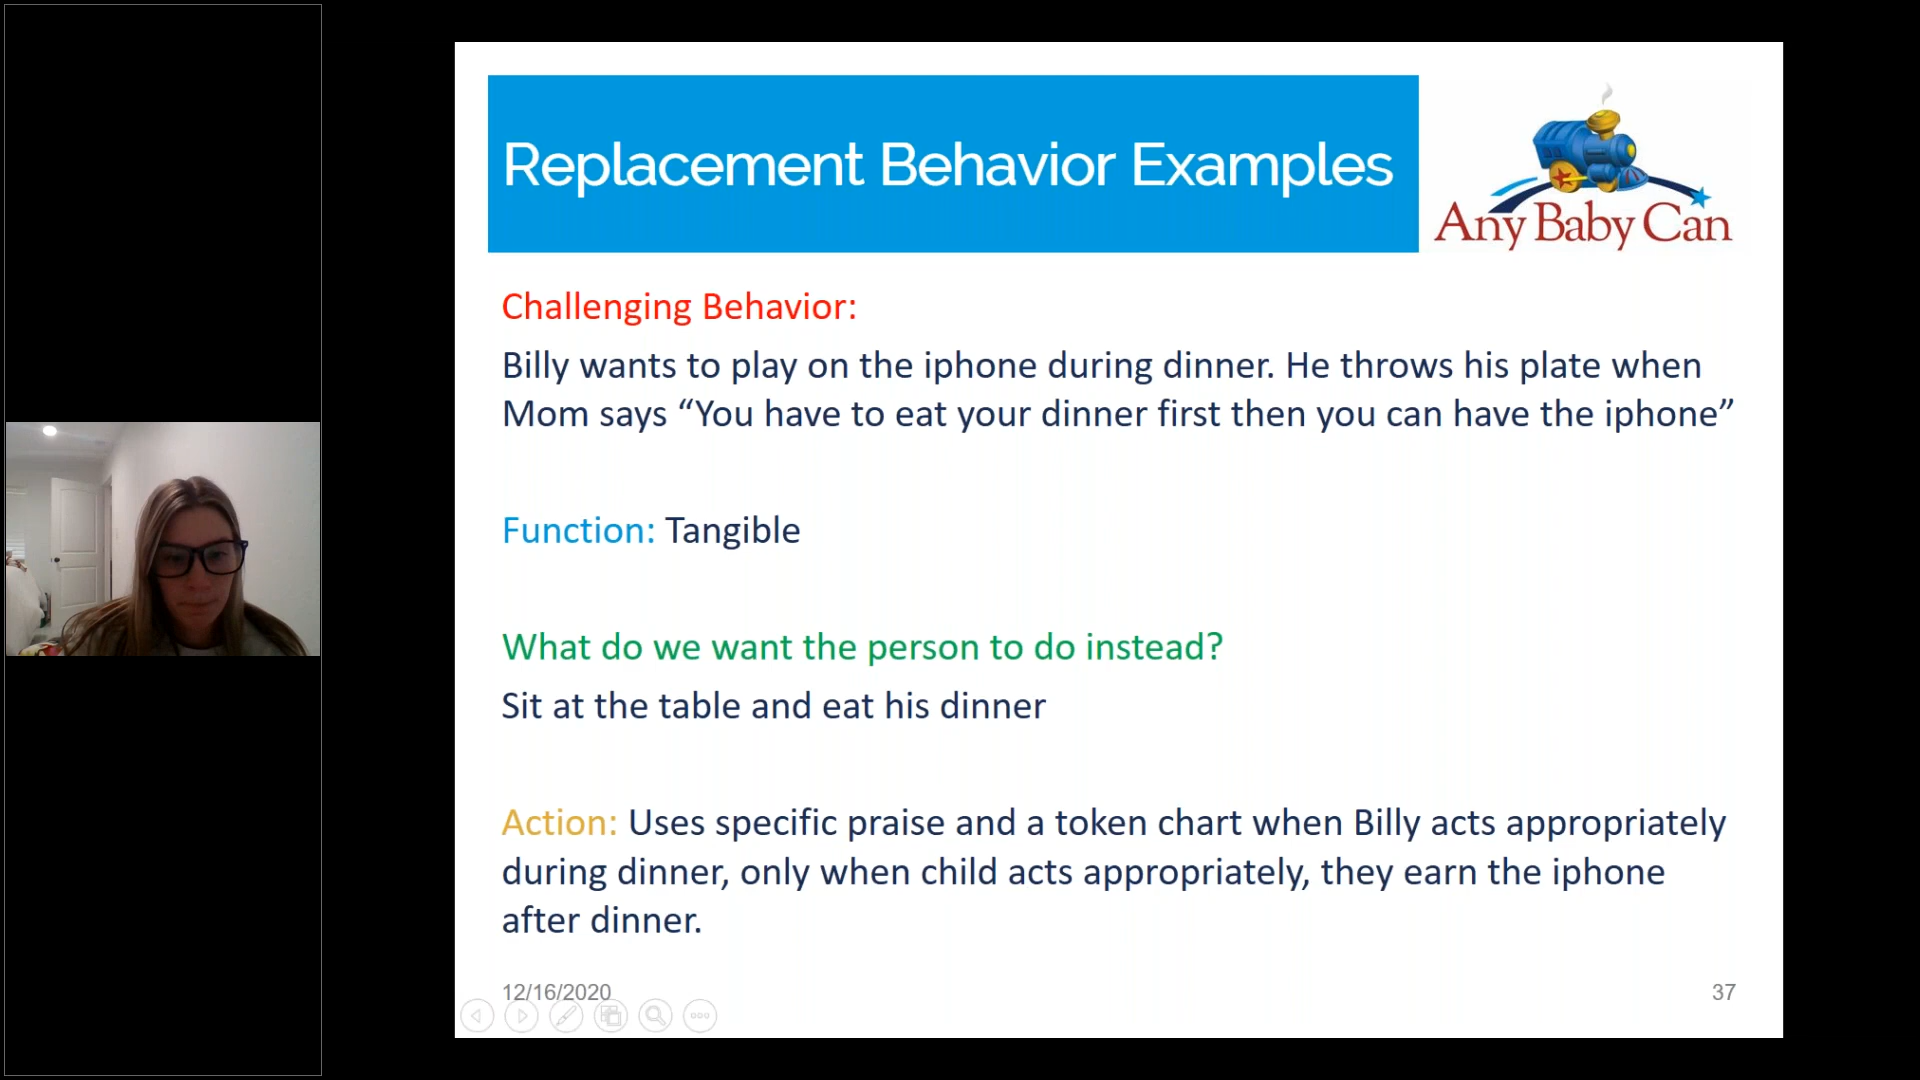 Replacement Behavior Examples
Any Baby Can
Challenging Behavior:
Billy wants to play on the iphone during dinner. He throws his plate when
Mom says “You have to eat your dinner first then you can have the iphone”
Function: Tangible
What do we want the person to do instead?
Sit at the table and eat his dinner
Action: Uses specific praise and a token chart when Billy acts appropriately
during dinner, only when child acts appropriately, they earn the iphone
after dinner.
12/16/2020
37